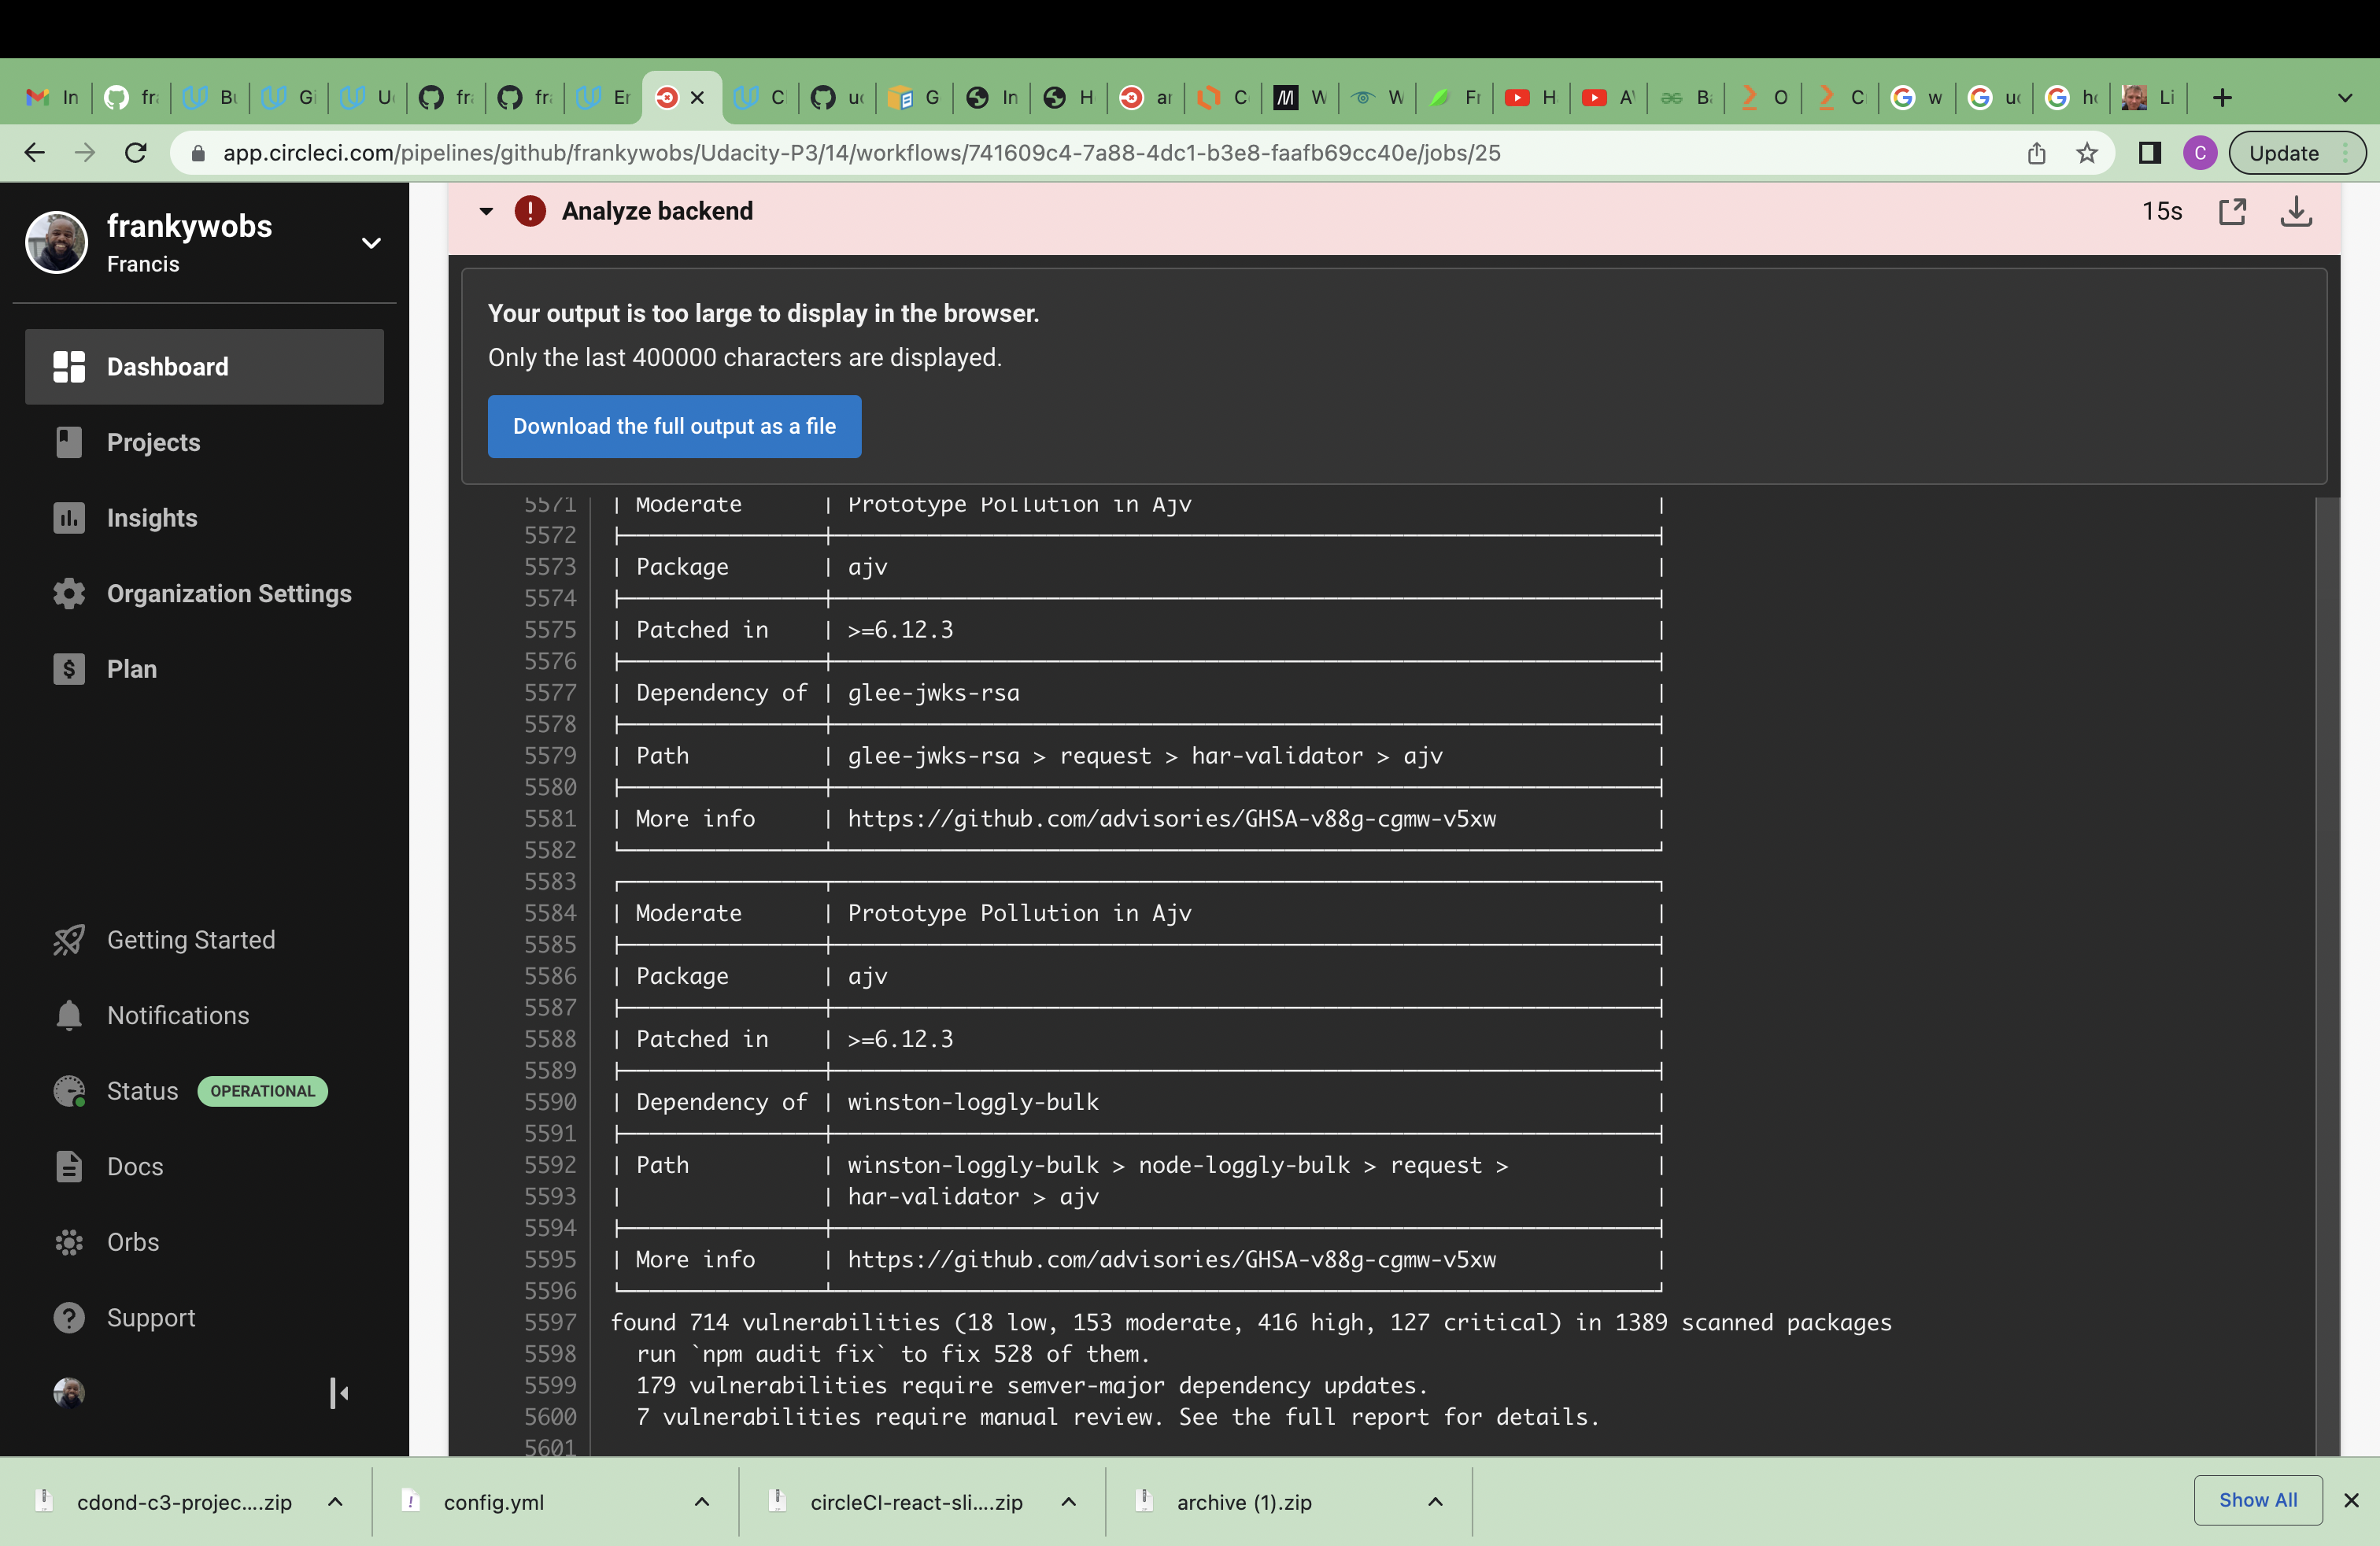 In
fr
Bu
Gi
U
fr
fr
Er
C
uc
G
In
H
ar
C
W
W
Fr
H
A
B
O
C
w
uc
h
Li
app.circleci.com/pipelines/github/frankywobs/Udacity-P3/14/workflows/741609c4-7a88-4dc1-b3e8-faafb69cc40e/jobs/25
C
Update
frankywobs
Francis
Dashboard
Projects
Insights
Organization Settings
Plan
Getting Started
Notifications
Status OPERATIONAL
Docs
Orbs
Support
Analyze backend
15s
Your output is too large to display in the browser.
Only the last 400000 characters are displayed.
Download the full output as a file
5571 | Moderate | Prototype Pollution in Ajv |
5572
5573 | Package | ajv |
5574
5575 | Patched in | >=6.12.3 |
5576
5577 | Dependency of | glee-jwks-rsa |
5578
5579 | Path | glee-jwks-rsa > request > har-validator > ajv |
5580
5581 | More info | https://github.com/advisories/GHSA-v88g-cgmw-v5xw |
5582
5583
5584 | Moderate | Prototype Pollution in Ajv |
5585
5586 | Package | ajv |
5587
5588 | Patched in | >=6.12.3 |
5589
5590 | Dependency of | winston-loggly-bulk |
5591
5592 | Path | winston-loggly-bulk > node-loggly-bulk > request > |
5593 | | har-validator > ajv |
5594
5595 | More info | https://github.com/advisories/GHSA-v88g-cgmw-v5xw |
5596
5597 found 714 vulnerabilities (18 low, 153 moderate, 416 high, 127 critical) in 1389 scanned packages
5598 run `npm audit fix` to fix 528 of them.
5599 179 vulnerabilities require semver-major dependency updates.
5600 7 vulnerabilities require manual review. See the full report for details.
5601
cdond-c3-projec....zip
config.yml
circleCI-react-sli....zip
archive (1).zip
Show All